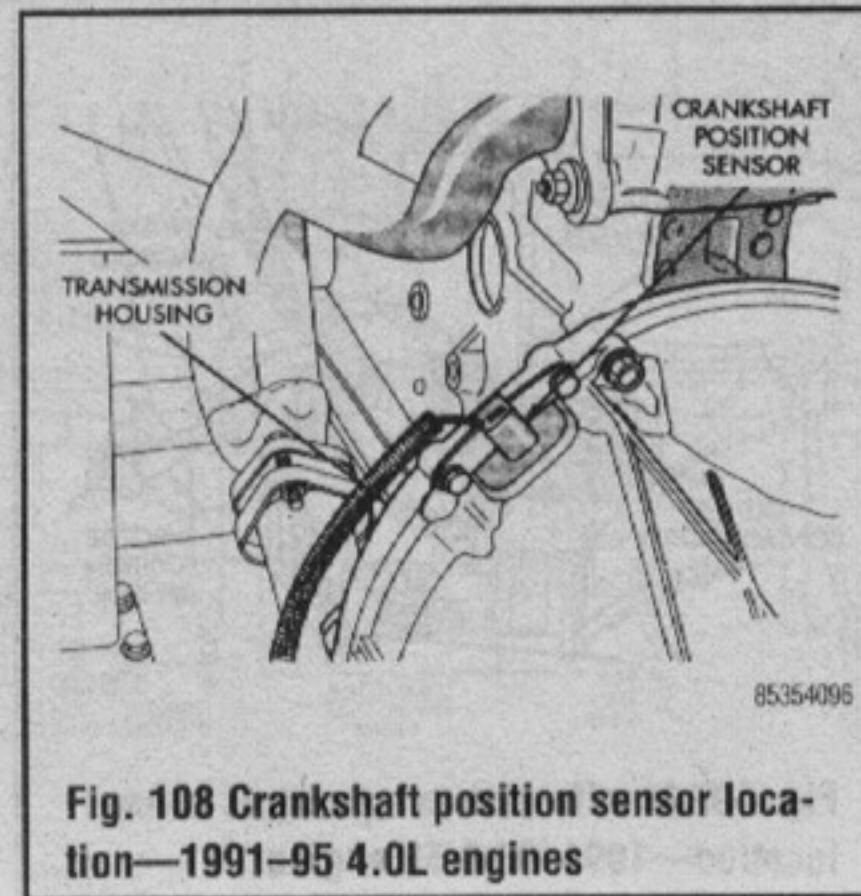 CRANKSHAFT
POSITION
SENSOR
TRANSMISSION
HOUSING
85354096
Fig. 108 Crankshaft position sensor loca-
tion—1991–95 4.0L engines